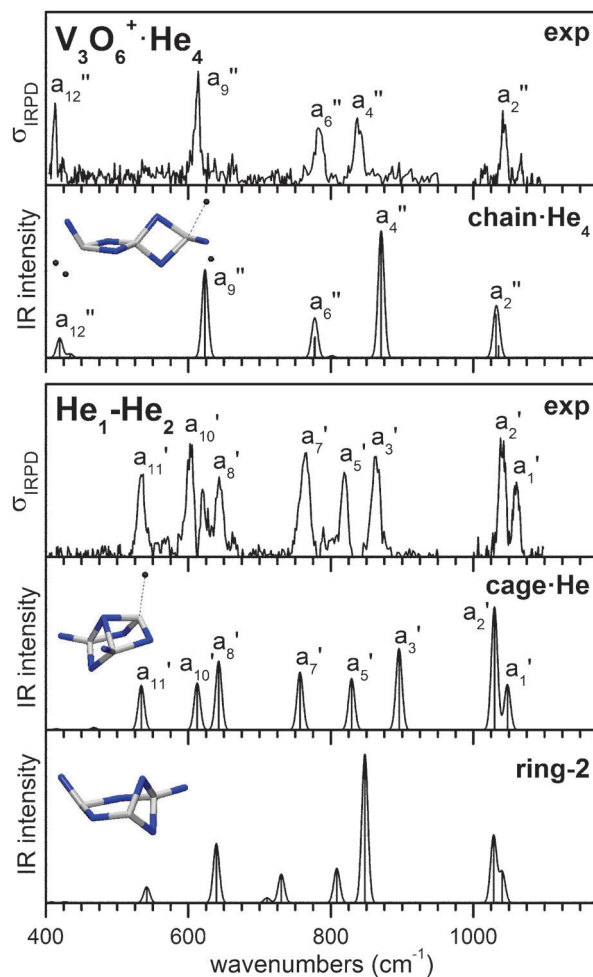 V₃O₆⁺·He₄
exp
a₁₂"
a₉"
a₆"
a₄"
a₂"
σ_IRPD
chain·He₄
a₁₂"
a₉"
a₆"
a₄"
a₂"
IR intensity
He₁-He₂
exp
a₁₁'
a₁₀'
a₈'
a₇'
a₅'
a₃'
a₂'
a₁'
σ_IRPD
cage·He
a₁₁'
a₁₀'
a₈'
a₇'
a₅'
a₃'
a₂'
a₁'
IR intensity
ring-2
IR intensity
400 600 800 1000
wavenumbers (cm⁻¹)